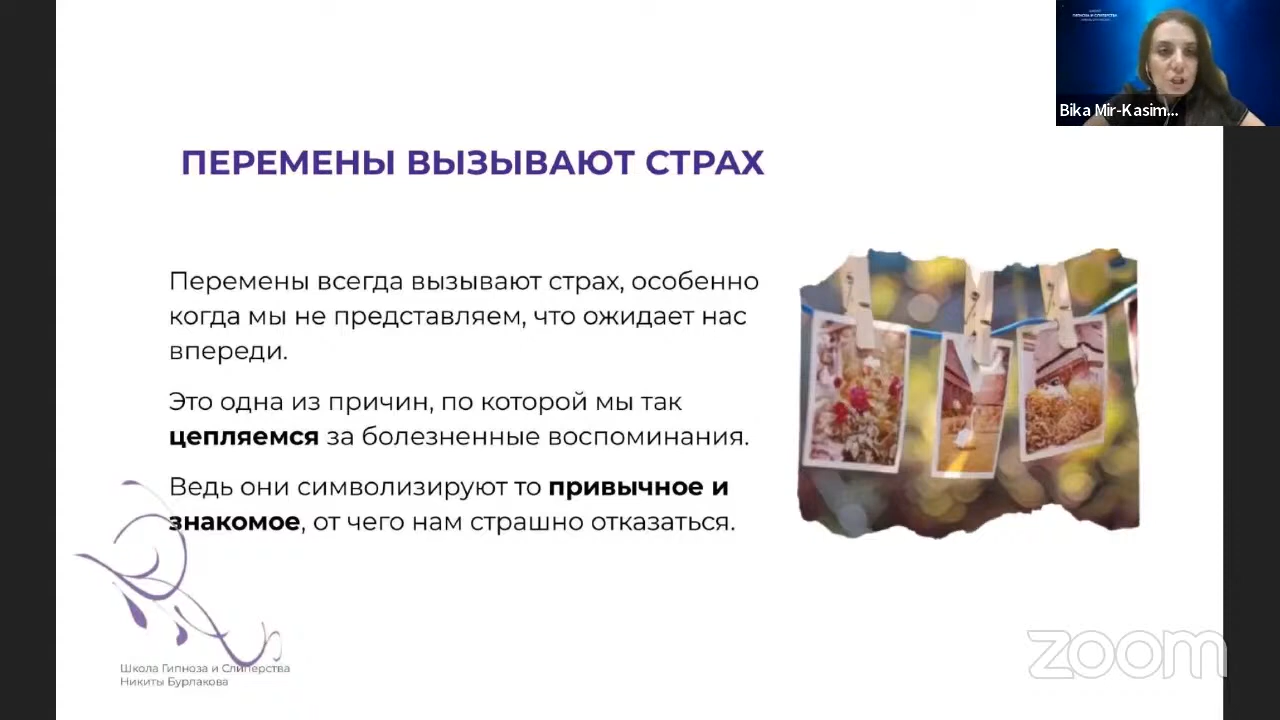 ГИПНОЗА И СЛИПЕРСТВА
Bika Mir-Kasim...
ПЕРЕМЕНЫ ВЫЗЫВАЮТ СТРАХ
Перемены всегда вызывают страх, особенно
когда мы не представляем, что ожидает нас
впереди.
Это одна из причин, по которой мы так
цепляемся за болезненные воспоминания.
Ведь они символизируют то привычное и
знакомое, от чего нам страшно отказаться.
Школа Гипноза и Слиперства
Никиты Бурлакова
zoom